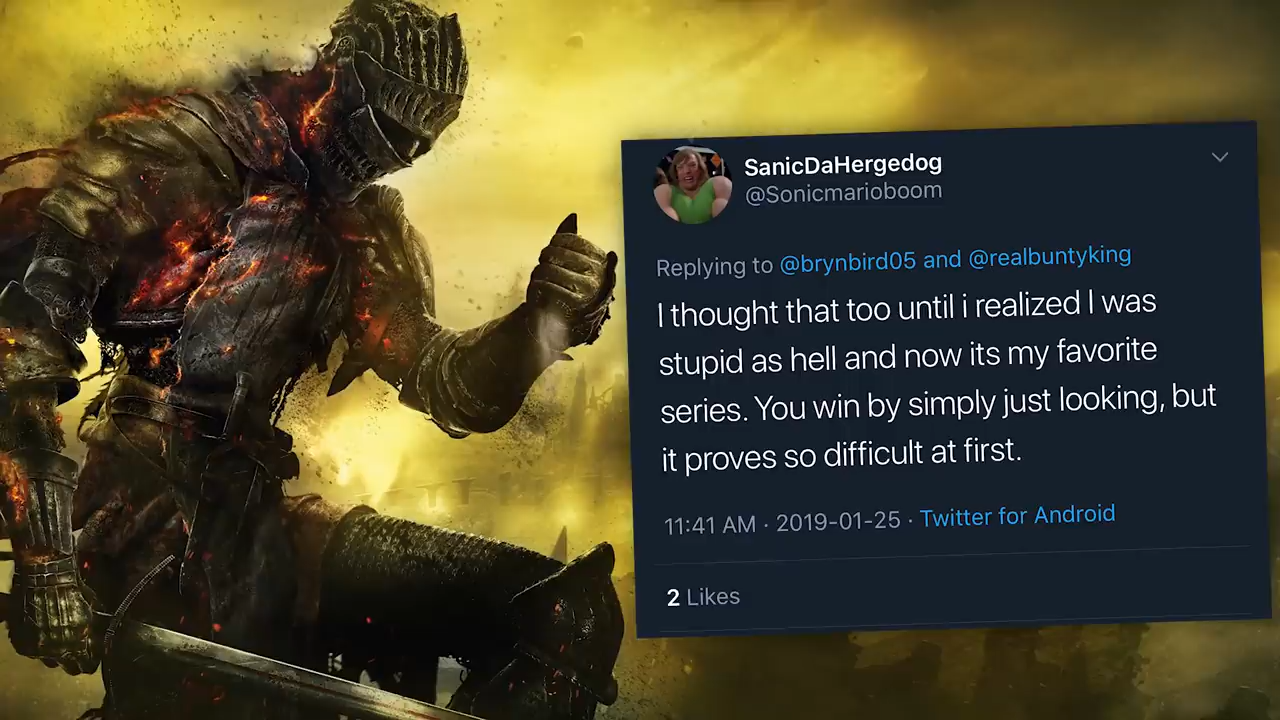 SanicDaHergedog
@Sonicmarioboom
Replying to @brynbird05 and @realbuntyking
I thought that too until i realized I was
stupid as hell and now its my favorite
series. You win by simply just looking, but
it proves so difficult at first.
11:41 AM · 2019-01-25 · Twitter for Android
2 Likes